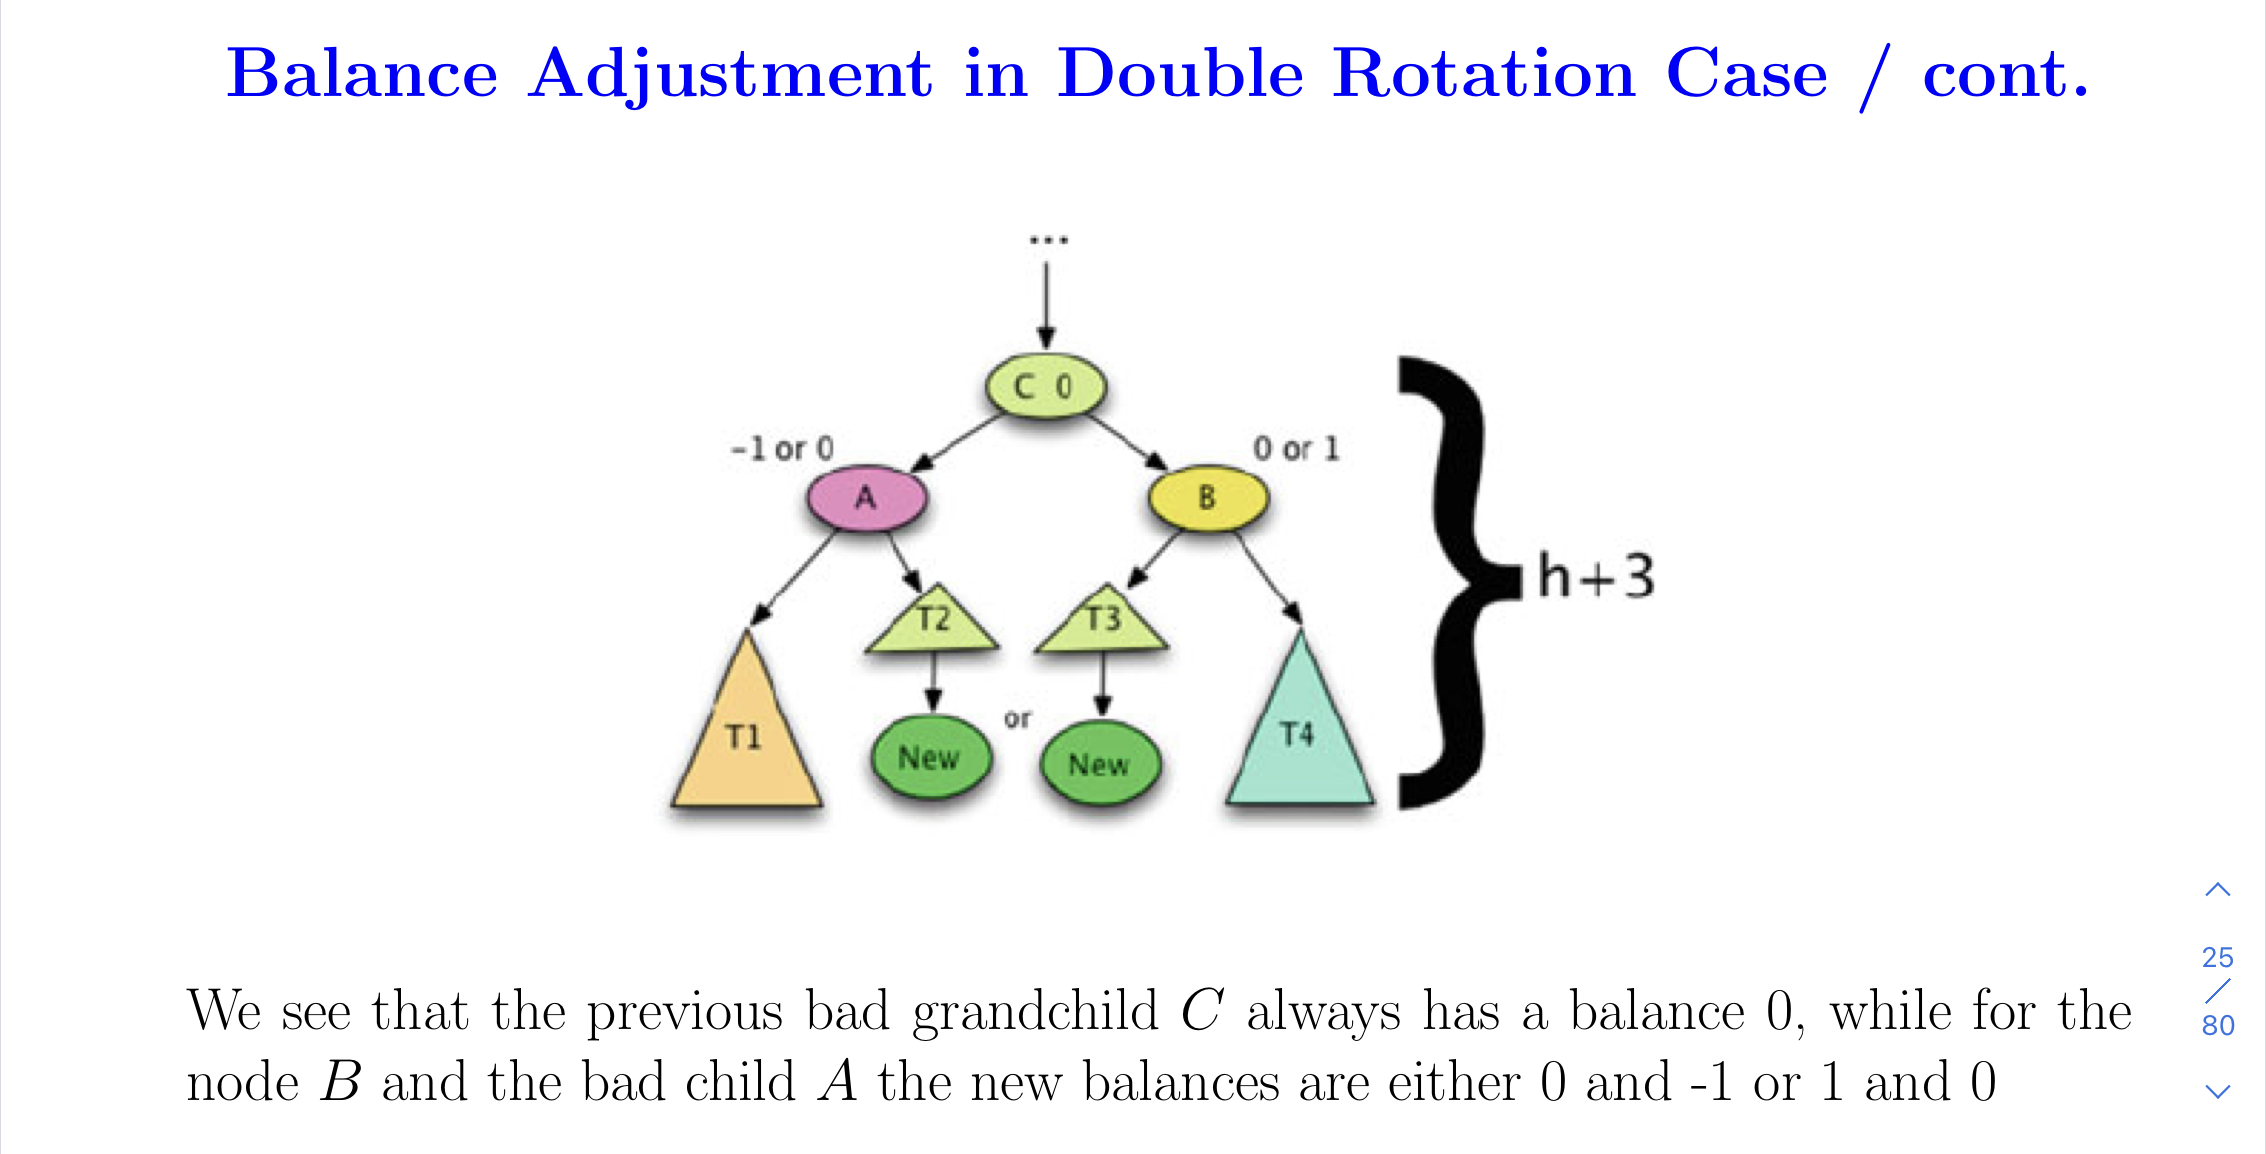 Balance Adjustment in Double Rotation Case / cont.
...
C 0
-1 or 0
0 or 1
A
B
h+3
T2
T3
T1
T4
or
New
New
25
/
80
We see that the previous bad grandchild C always has a balance 0, while for the
node B and the bad child A the new balances are either 0 and -1 or 1 and 0